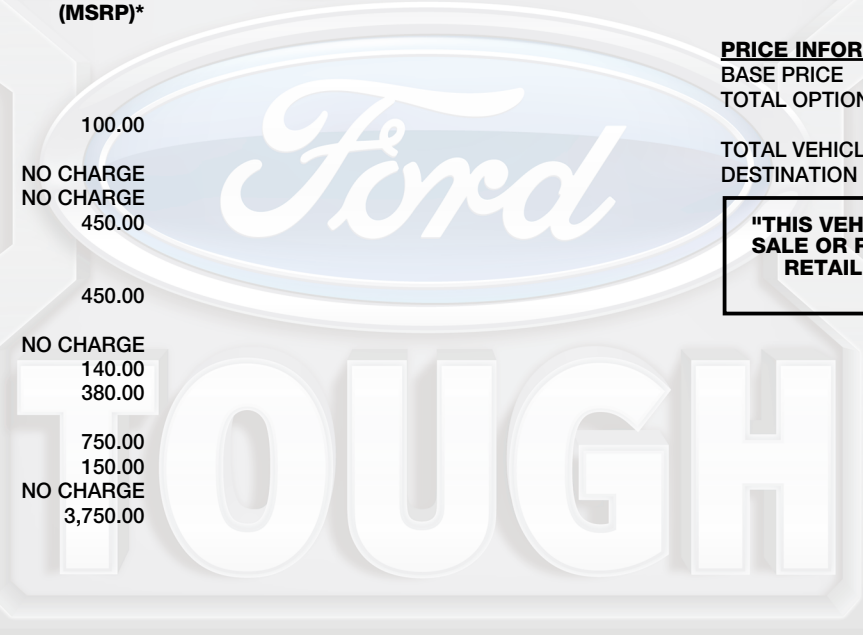 (MSRP)*
100.00
NO CHARGE
NO CHARGE
450.00
450.00
NO CHARGE
140.00
380.00
750.00
150.00
NO CHARGE
3,750.00
PRICE INFOR
BASE PRICE
TOTAL OPTION
TOTAL VEHICL
DESTINATION
"THIS VEH
SALE OR F
RETAIL
Ford
TOUGH